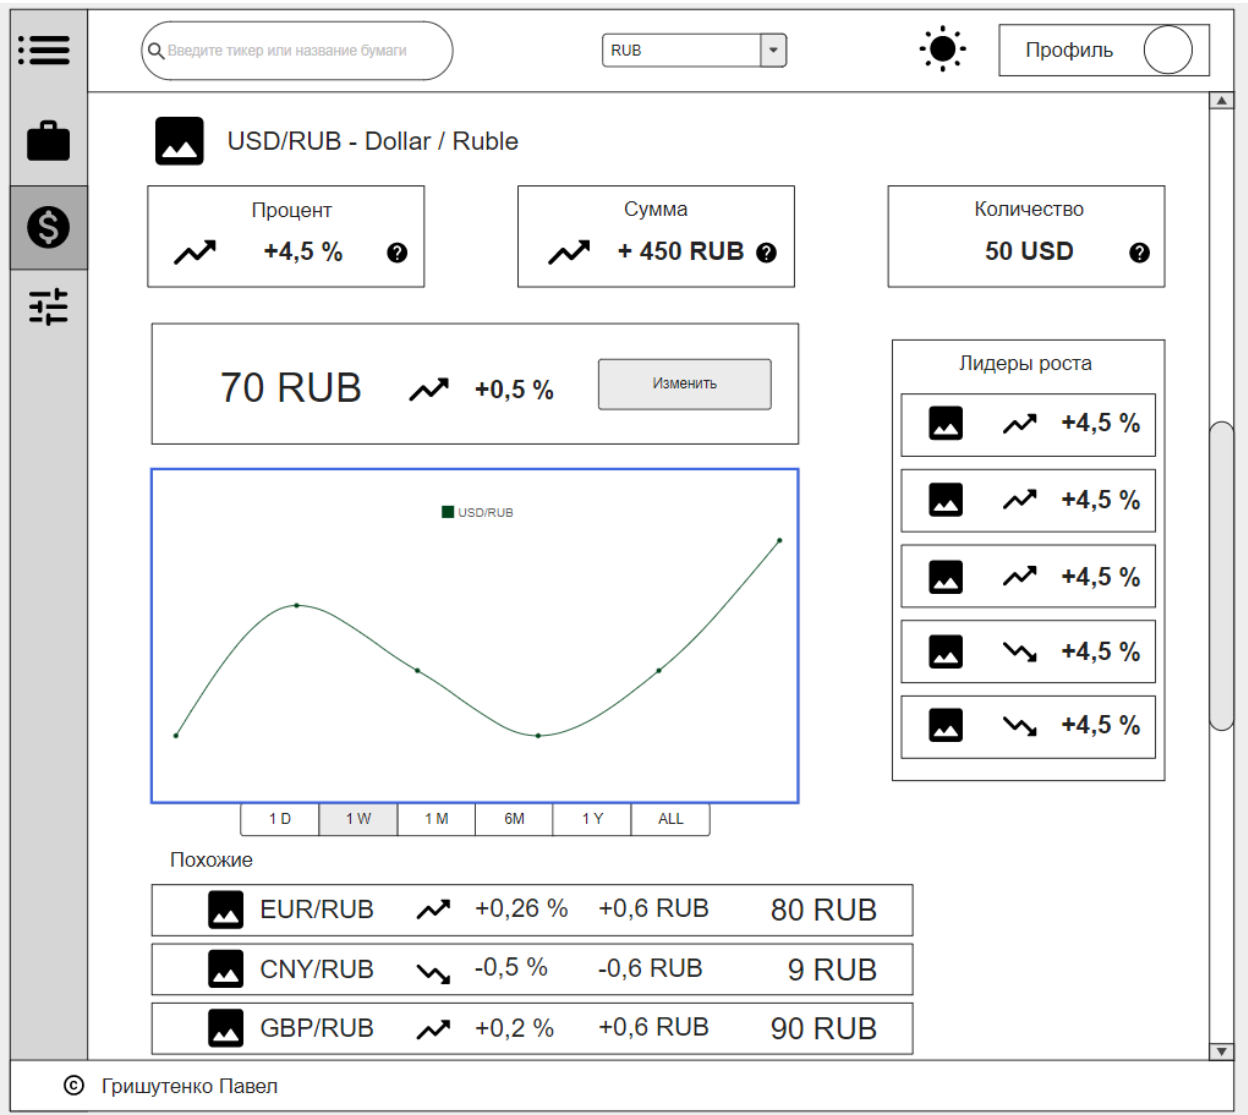 Введите тикер или название бумаги
RUB
Профиль
USD/RUB - Dollar / Ruble
Процент
+4,5 %
Сумма
+ 450 RUB
Количество
50 USD
70 RUB
+0,5 %
Изменить
Лидеры роста
+4,5 %
+4,5 %
+4,5 %
+4,5 %
+4,5 %
USD/RUB
1 D
1 W
1 M
6M
1 Y
ALL
Похожие
EUR/RUB +0,26 % +0,6 RUB 80 RUB
CNY/RUB -0,5 % -0,6 RUB 9 RUB
GBP/RUB +0,2 % +0,6 RUB 90 RUB
© Гришутенко Павел